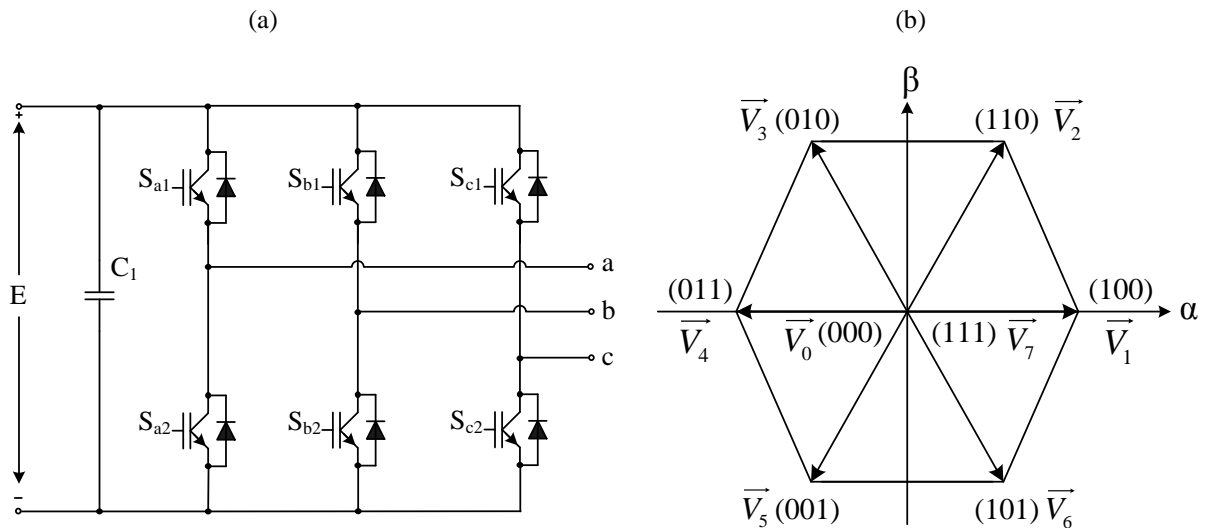 (a)
+
E
-
C1
Sa1
Sb1
Sc1
a
b
c
Sa2
Sb2
Sc2
(b)
β
V3 (010)
(110) V2
(011)
(100)
α
V4
V0 (000)
(111) V7
V1
V5 (001)
(101) V6